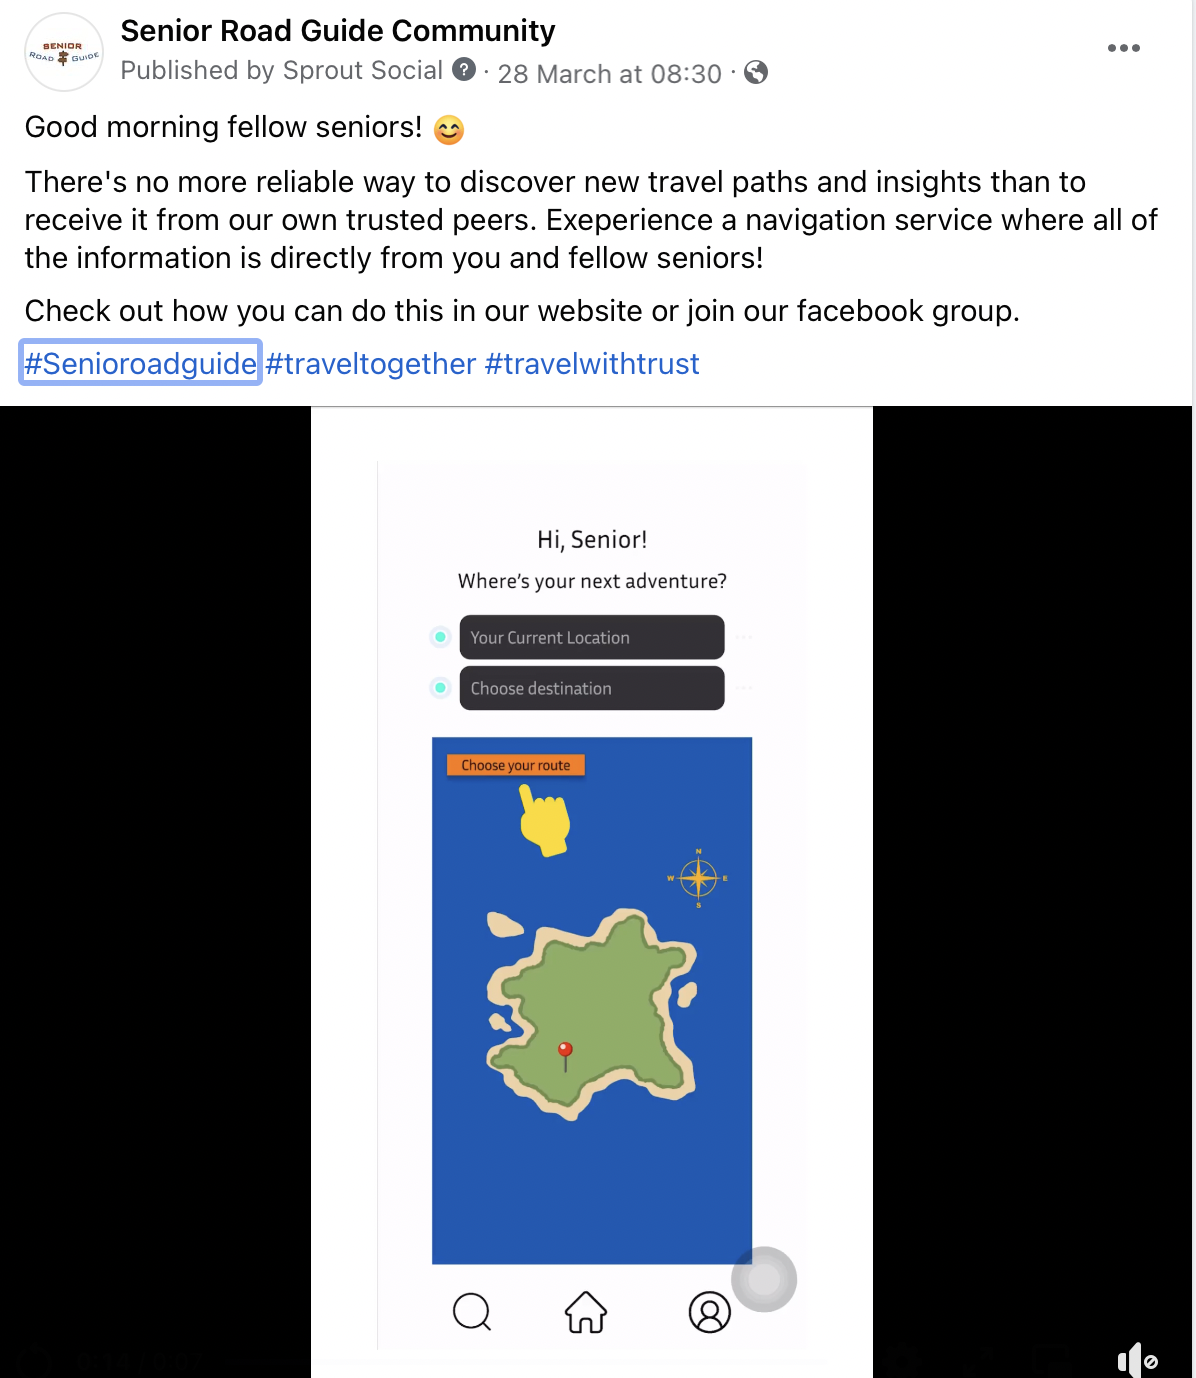 Senior Road Guide Community
SENIOR
ROAD GUIDE
Published by Sprout Social ? · 28 March at 08:30 ·
Good morning fellow seniors! 😊
There's no more reliable way to discover new travel paths and insights than to
receive it from our own trusted peers. Exeperience a navigation service where all of
the information is directly from you and fellow seniors!
Check out how you can do this in our website or join our facebook group.
#Senioroadguide #traveltogether #travelwithtrust
Hi, Senior!
Where's your next adventure?
Your Current Location
Choose destination
Choose your route
N
W E
S